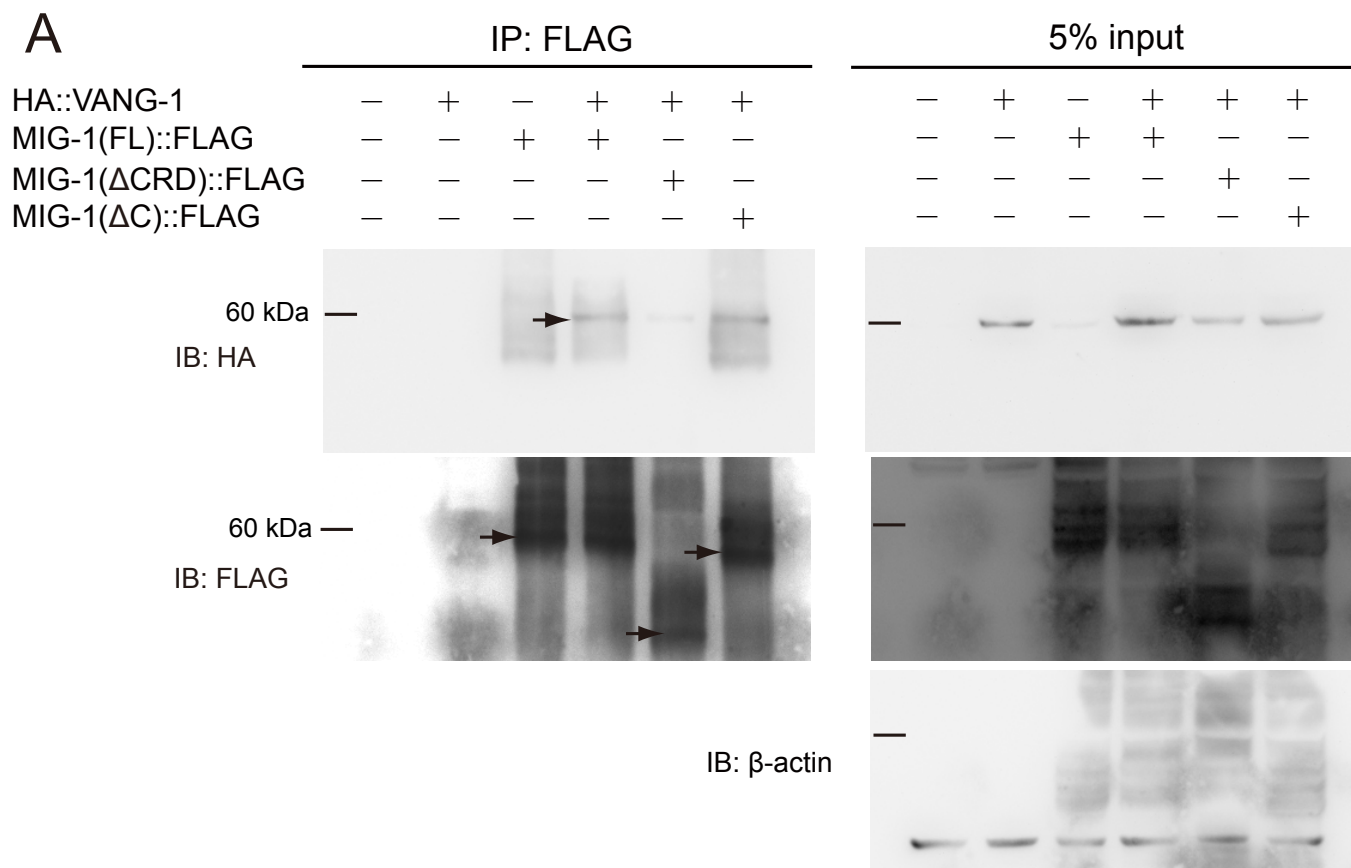 A
IP: FLAG
5% input
HA::VANG-1 − + − + + + − + − + + +
MIG-1(FL)::FLAG − − + + − − − − + + − −
MIG-1(ΔCRD)::FLAG − − − − + − − − − − + −
MIG-1(ΔC)::FLAG − − − − − + − − − − − +
60 kDa
IB: HA
60 kDa
IB: FLAG
IB: β-actin